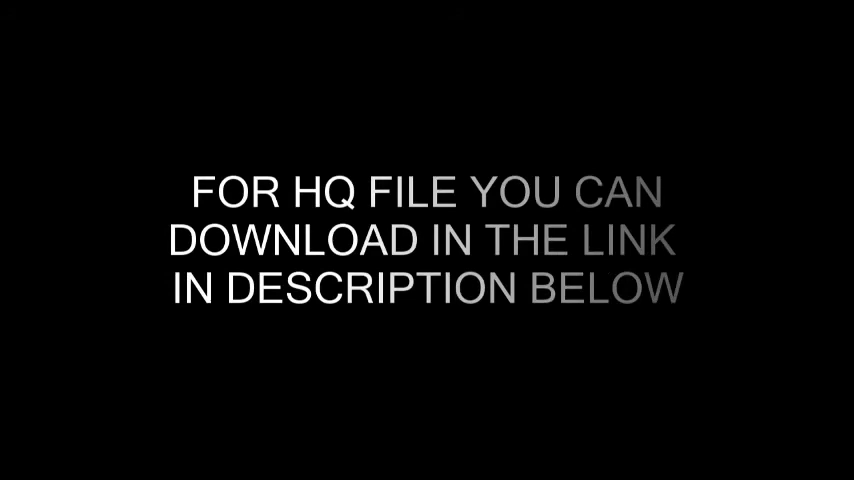 FOR HQ FILE YOU CAN
DOWNLOAD IN THE LINK
IN DESCRIPTION BELOW